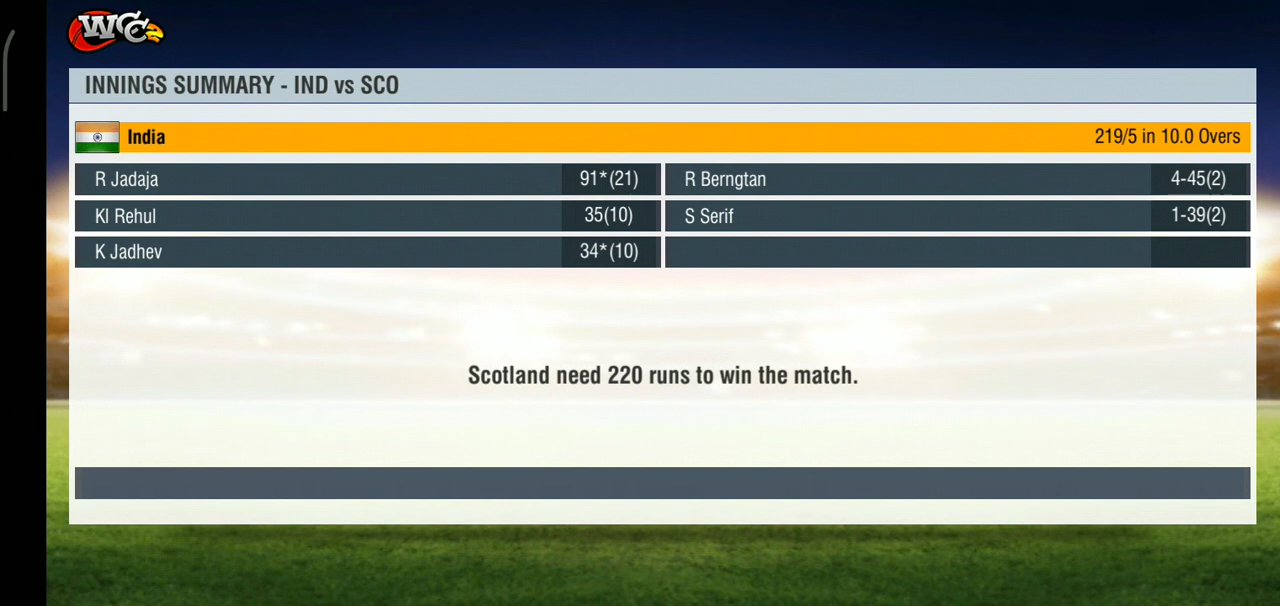 WCC2
INNINGS SUMMARY - IND vs SCO
India 219/5 in 10.0 Overs
R Jadaja 91*(21) R Berngtan 4-45(2)
Kl Rehul 35(10) S Serif 1-39(2)
K Jadhev 34*(10)
Scotland need 220 runs to win the match.